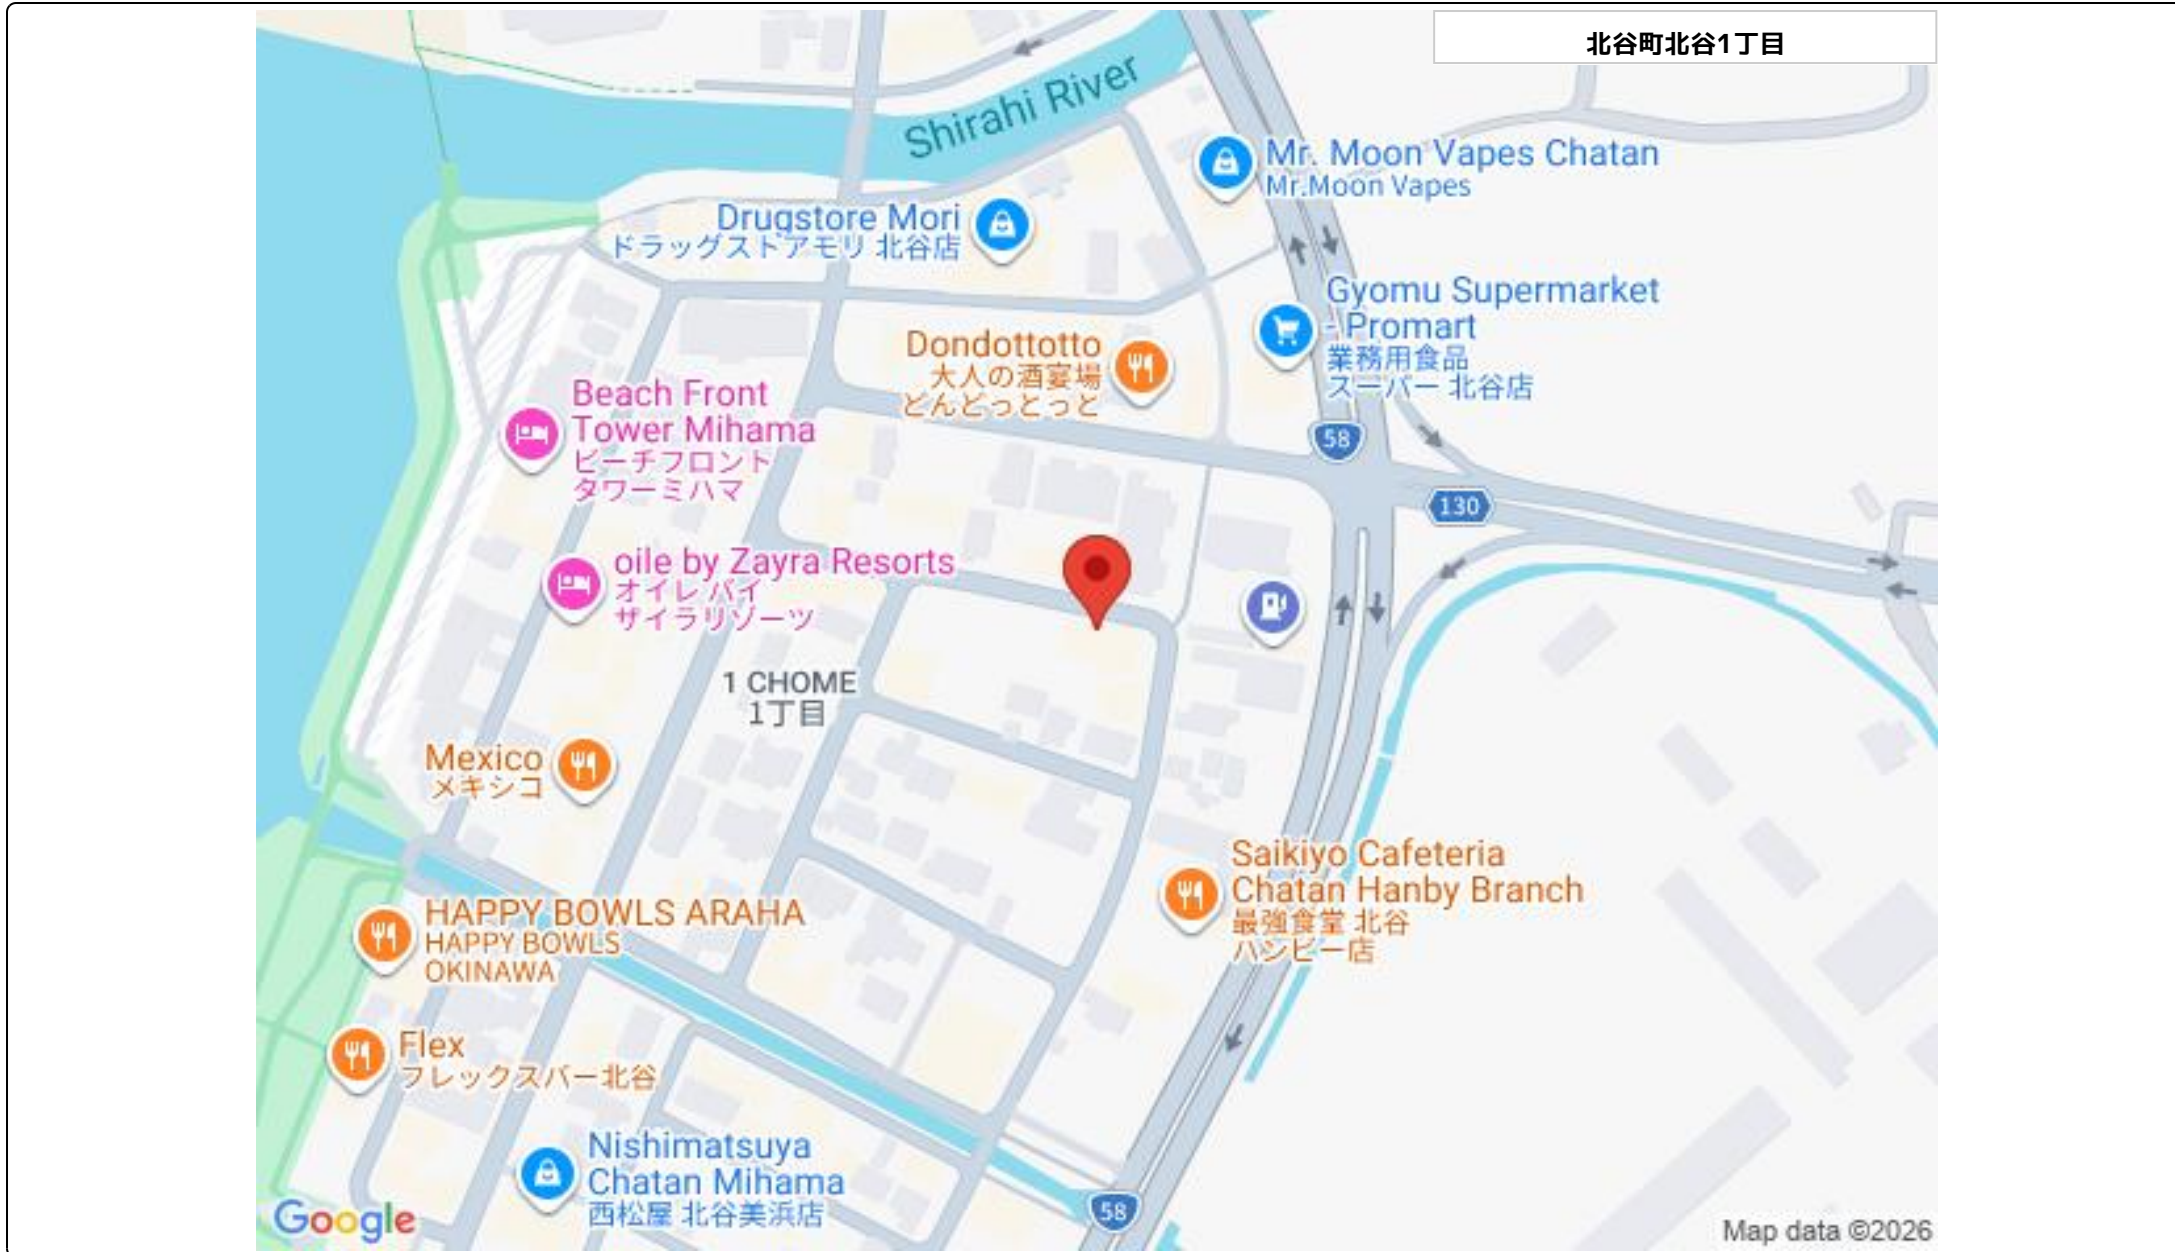 北谷町北谷1丁目
Shirahi River
Mr. Moon Vapes Chatan
Mr.Moon Vapes
Drugstore Mori
ドラッグストアモリ 北谷店
Gyomu Supermarket
- Promart
業務用食品
スーパー 北谷店
Dondottotto
大人の酒宴場
どんどっとっと
Beach Front
Tower Mihama
ビーチフロント
タワーミハマ
58
130
oile by Zayra Resorts
オイレ バイ
ザイラリゾーツ
1 CHOME
1丁目
Mexico
メキシコ
Saikiyo Cafeteria
Chatan Hanby Branch
最強食堂 北谷
ハンビー店
HAPPY BOWLS ARAHA
HAPPY BOWLS
OKINAWA
Flex
フレックスバー北谷
Nishimatsuya
Chatan Mihama
西松屋 北谷美浜店
58
Google
Map data ©2026